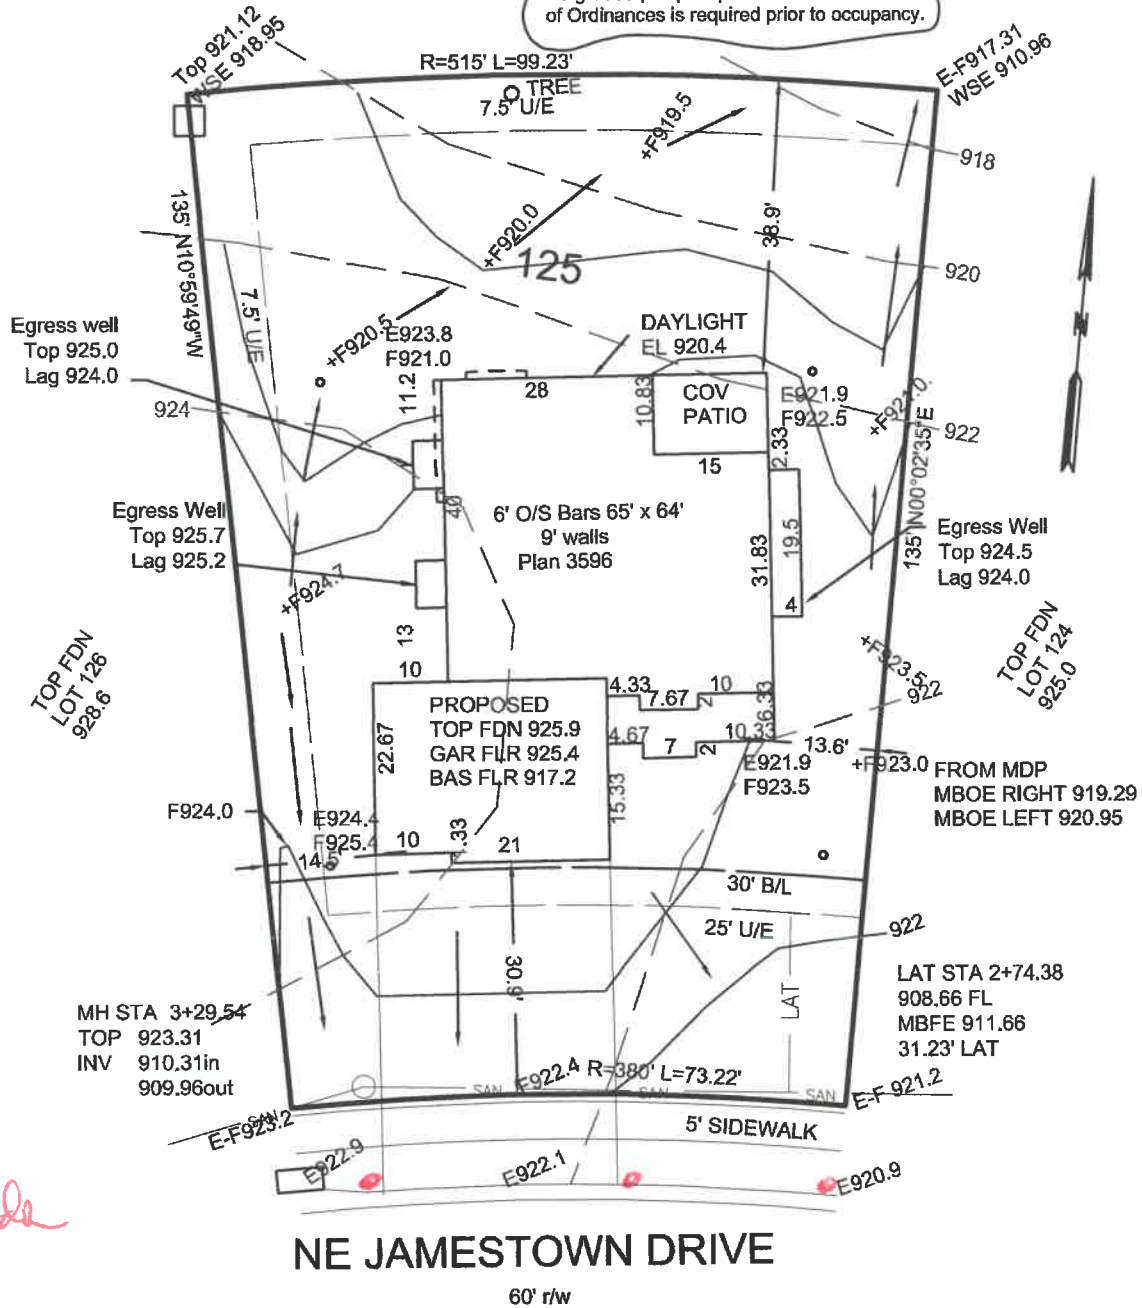 of Ordinances is required prior to occupancy.
Top 921.12
WSE 918.95
R=515' L=99.23'
TREE
7.5' U/E
E-F917.31
WSE 910.96
+F919.5
918
135' N10°59'49"W
38.9'
+F920.0
125
920
7.5' U/E
Egress well
Top 925.0
Lag 924.0
+F920.5
E923.8
F921.0
DAYLIGHT
EL 920.4
11.2
28
10.83
COV
PATIO
E921.9
F922.5
+F921.0
924
922
15
2.33
135' N00°02'35"E
40
6' O/S Bars 65' x 64'
9' walls
Plan 3596
Egress Well
Top 925.7
Lag 925.2
31.83
19.5
Egress Well
Top 924.5
Lag 924.0
4
+F924.7
13
TOP FDN
LOT 126
928.6
TOP FDN
LOT 124
925.0
+F923.5
10
4.33
7.67
2
10
6.33
922
PROPOSED
TOP FDN 925.9
GAR FLR 925.4
BAS FLR 917.2
22.67
4.67
7
2
10.33
13.6'
+F923.0
E921.9
F923.5
FROM MDP
MBOE RIGHT 919.29
MBOE LEFT 920.95
15.33
F924.0
E924.4
F925.4
10
.33
21
14.5'
30' B/L
25' U/E
922
30.9'
LAT
LAT STA 2+74.38
908.66 FL
MBFE 911.66
31.23' LAT
MH STA 3+29.54
TOP 923.31
INV 910.31in
909.96out
SAN
E922.4 R=380' L=73.22'
SAN
SAN
E-F 921.2
SAN
E-F923.2
5' SIDEWALK
E922.9
E922.1
E920.9
NE JAMESTOWN DRIVE
60' r/w